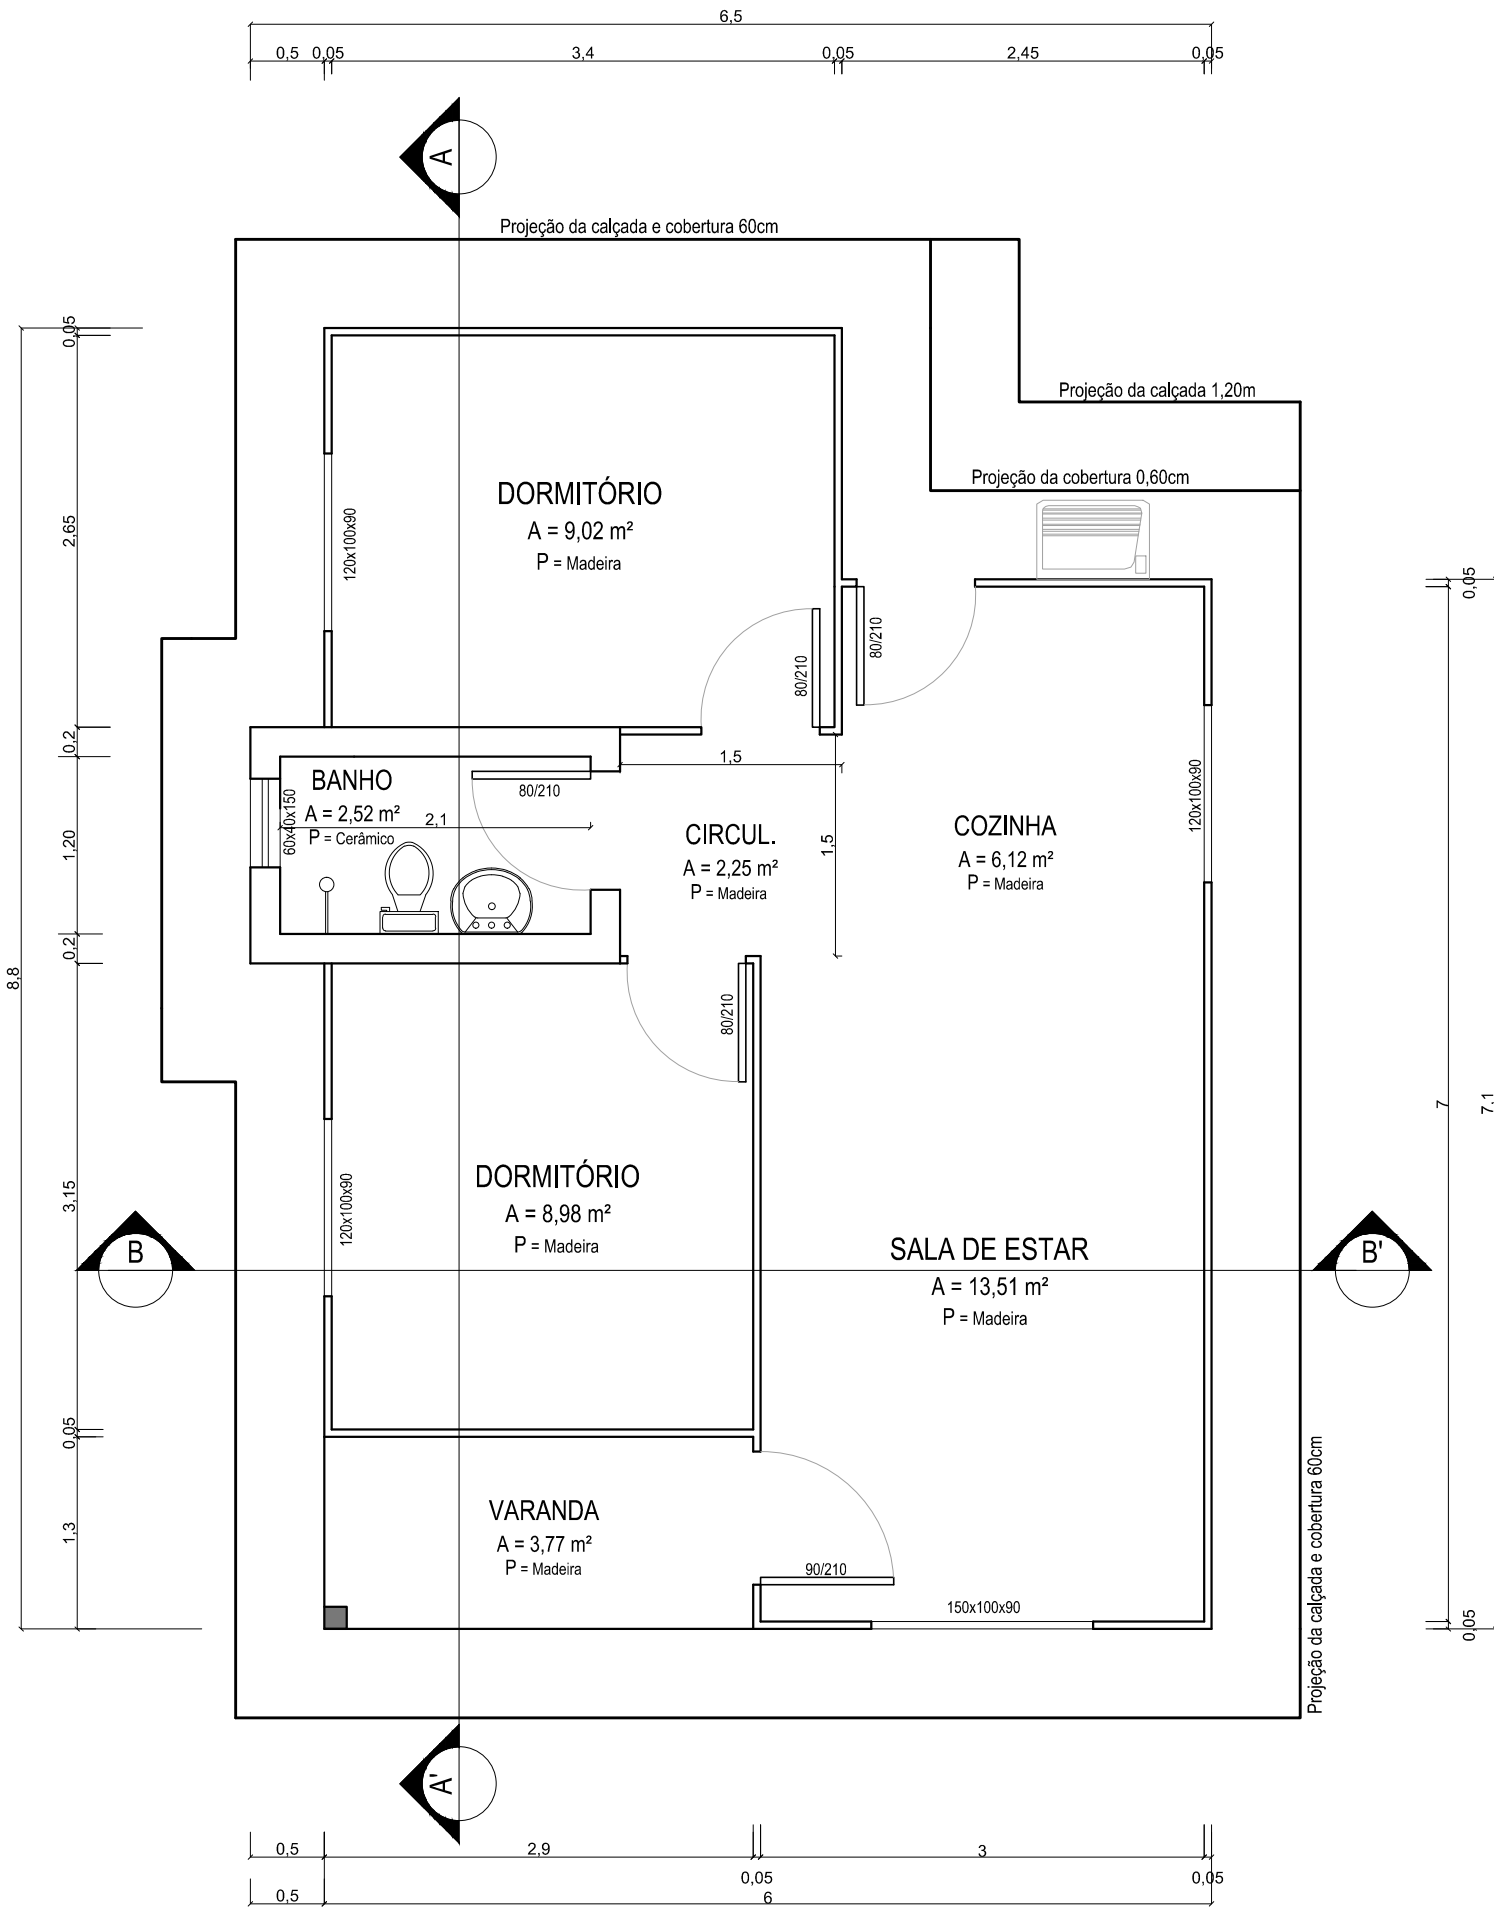 6,5
0,5 0,05 3,4 0,05 2,45 0,05
A
Projeção da calçada e cobertura 60cm
0,05
Projeção da calçada 1,20m
Projeção da cobertura 0,60cm
DORMITÓRIO
A = 9,02 m²
P = Madeira
120x100x90
2,65
80/210
80/210
0,05
0,2
1,5
BANHO
A = 2,52 m²
P = Cerâmico
60x40x150
2,1
80/210
1,20
CIRCUL.
A = 2,25 m²
P = Madeira
1,5
COZINHA
A = 6,12 m²
P = Madeira
120x100x90
0,2
8,8
80/210
7
7,1
DORMITÓRIO
A = 8,98 m²
P = Madeira
120x100x90
3,15
B
SALA DE ESTAR
A = 13,51 m²
P = Madeira
B'
0,05
VARANDA
A = 3,77 m²
P = Madeira
1,3
90/210
150x100x90
0,05
Projeção da calçada e cobertura 60cm
A'
0,5 2,9 3
0,05 0,05
0,5 6